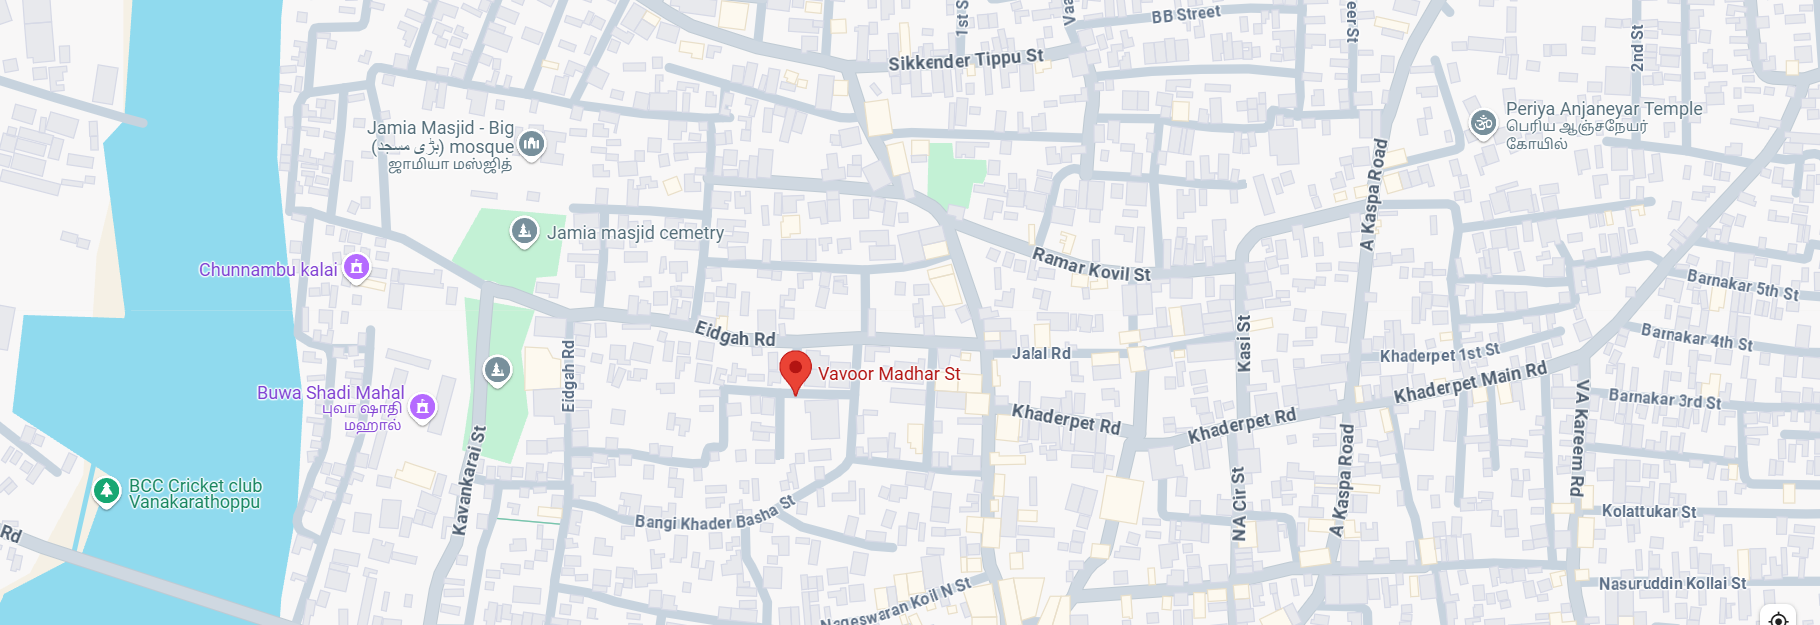 1st S
Vaa
BB Street
eer St
2nd St
Sikkender Tippu St
Jamia Masjid - Big
(بڑی مسجد) mosque
ஜாமியா மஸ்ஜித்
Periya Anjaneyar Temple
பெரிய ஆஞ்சநேயர்
கோயில்
A Kaspa Road
Jamia masjid cemetry
Chunnambu kalai
Ramar Kovil St
Barnakar 5th St
Eidgah Rd
Jalal Rd
Kasi St
Khaderpet 1st St
Barnakar 4th St
Vavoor Madhar St
Eidgah Rd
Buwa Shadi Mahal
புவா ஷாதி
மஹால்
Khaderpet Main Rd
Barnakar 3rd St
Khaderpet Rd
Khaderpet Rd
VA Kareem Rd
Kavankarai St
A Kaspa Road
NA Cir St
BCC Cricket club
Vanakarathoppu
Bangi Khader Basha St
Kolattukar St
Rd
Nageswaran Koil N St
Nasuruddin Kollai St